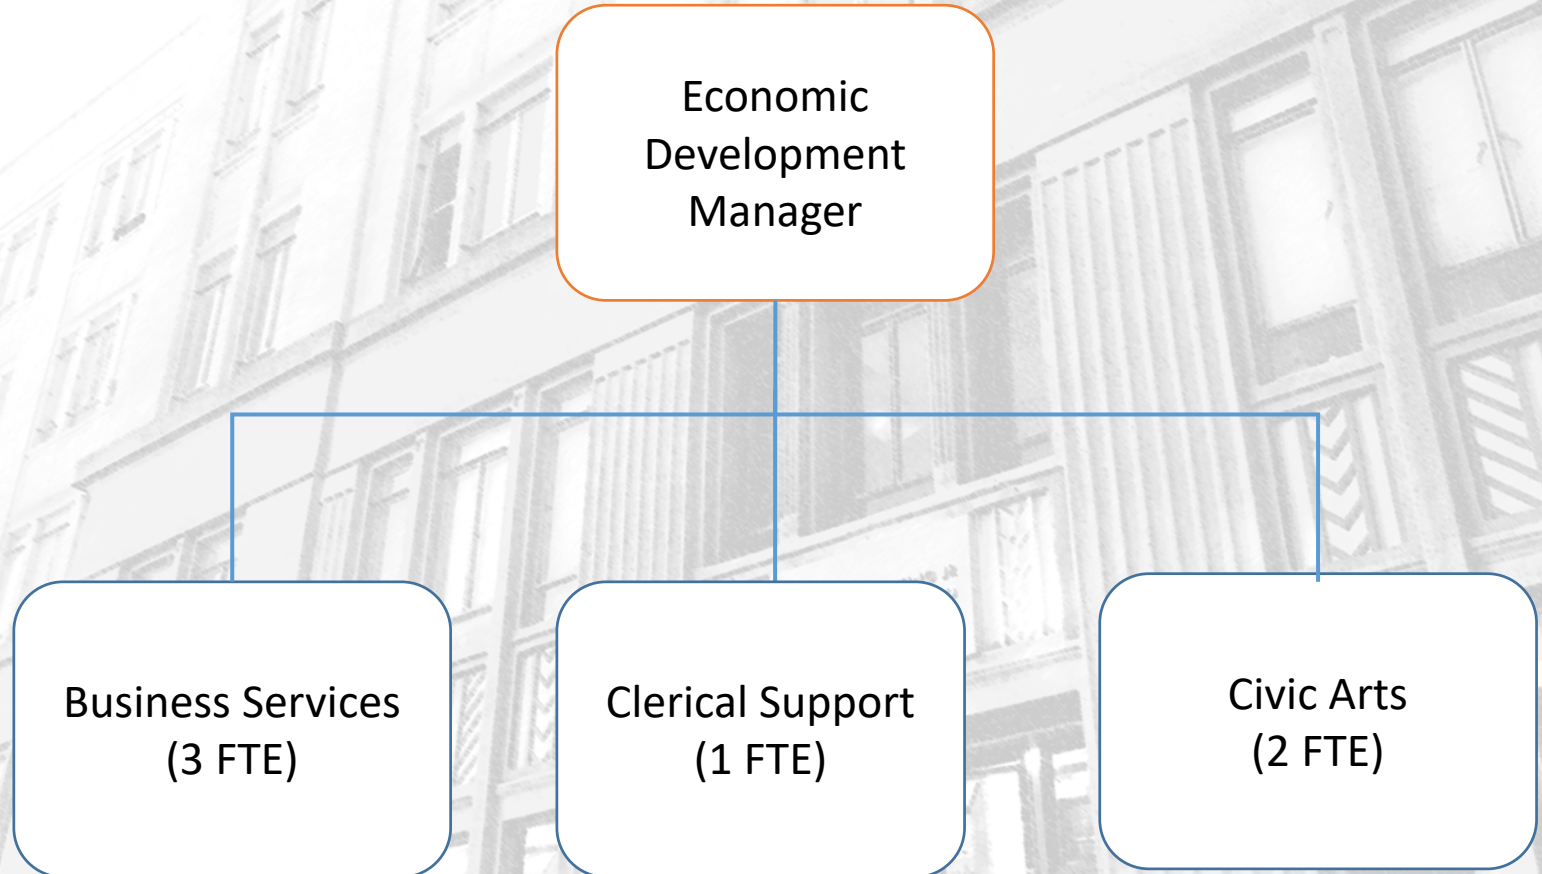 Economic
Development
Manager
Business Services
(3 FTE)
Clerical Support
(1 FTE)
Civic Arts
(2 FTE)